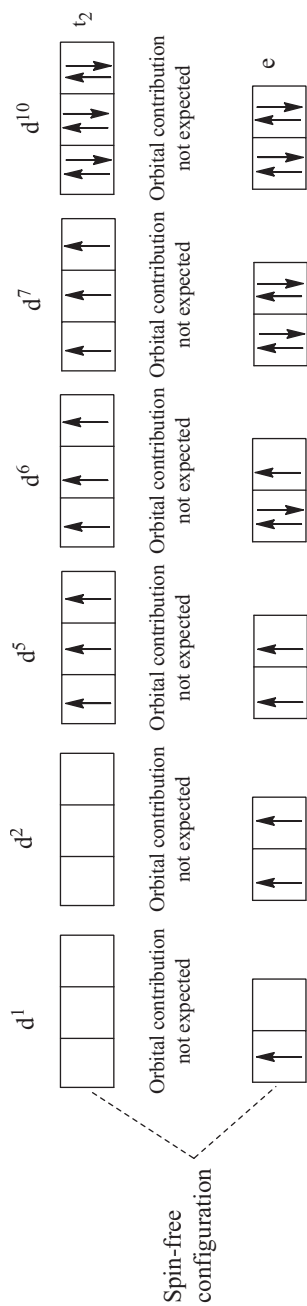 d¹ d² d⁵ d⁶ d⁷ d¹⁰
t₂
Orbital contribution
not expected
Orbital contribution
not expected
Orbital contribution
not expected
Orbital contribution
not expected
Orbital contribution
not expected
Orbital contribution
not expected
Spin-free
configuration
e